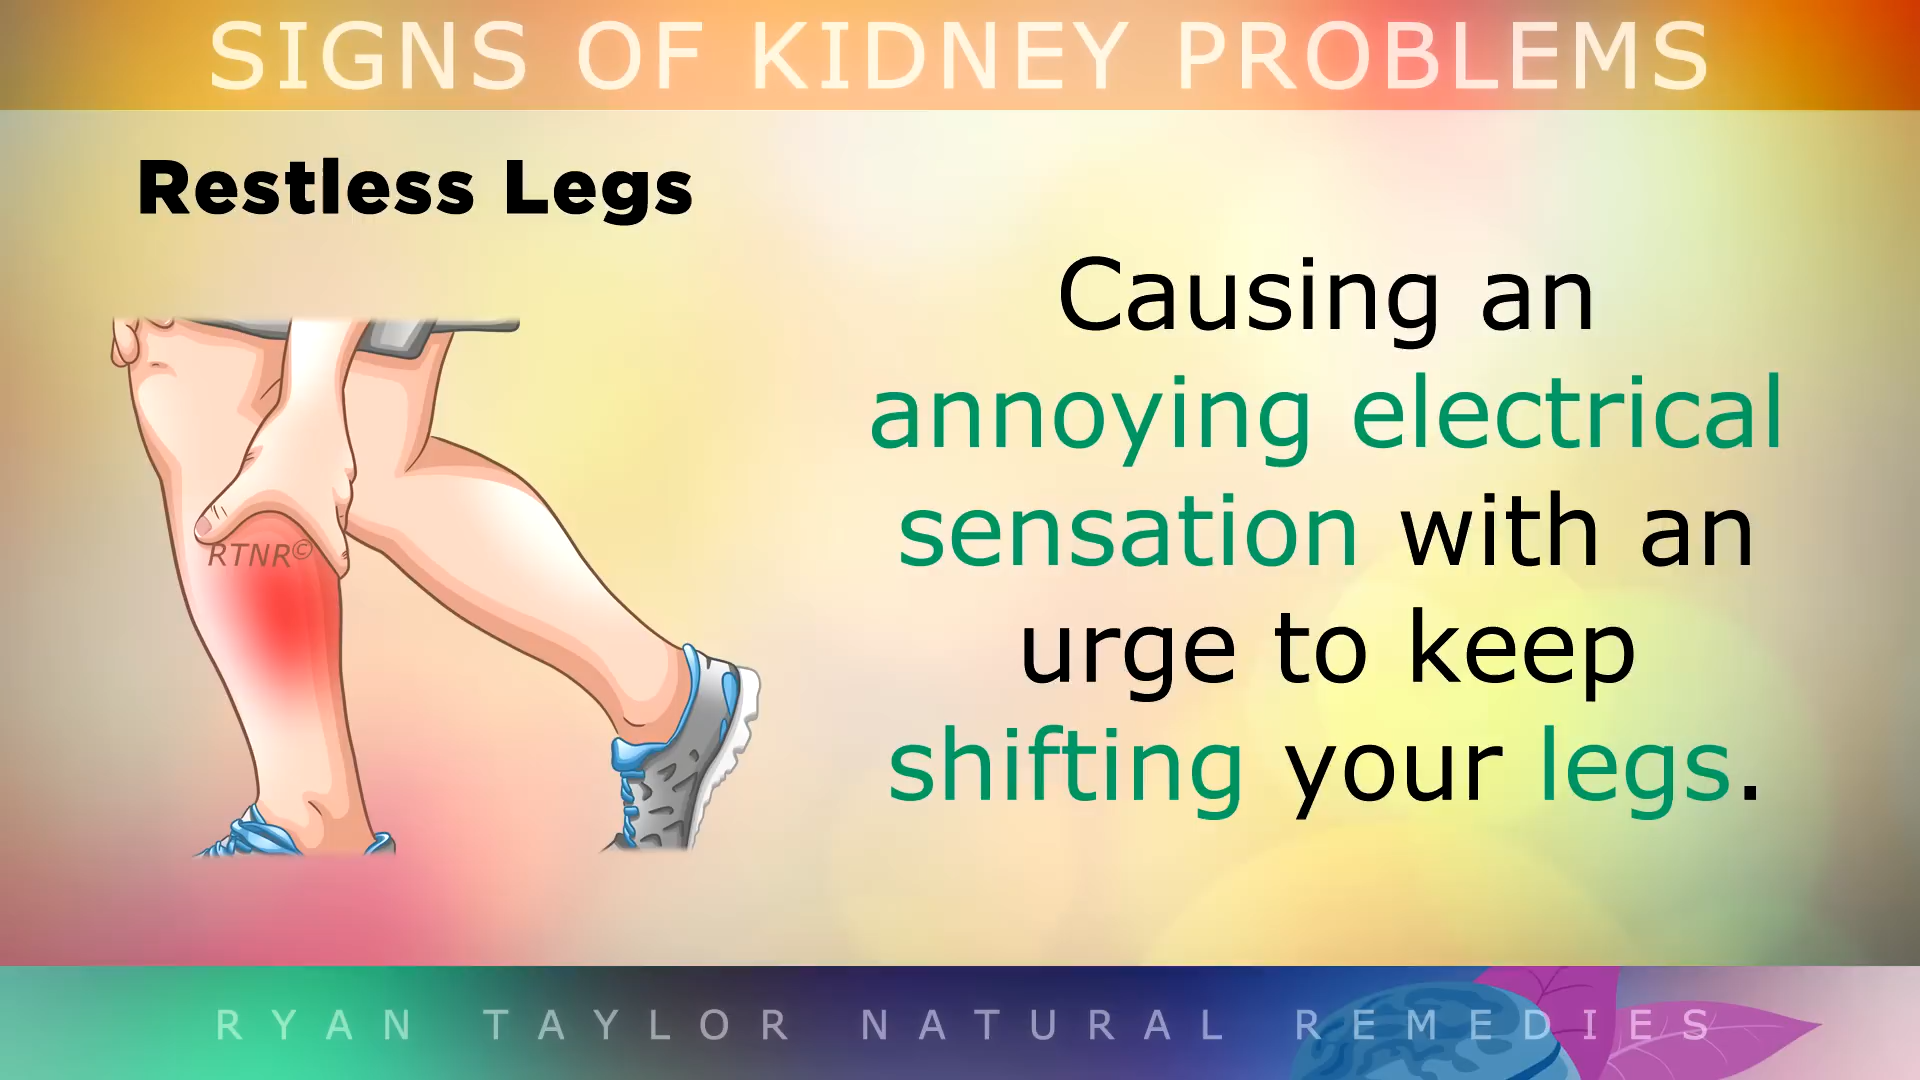 SIGNS OF KIDNEY PROBLEMS
Restless Legs
RTNR©
Causing an
annoying electrical
sensation with an
urge to keep
shifting your legs.
RYAN TAYLOR NATURAL REMEDIES